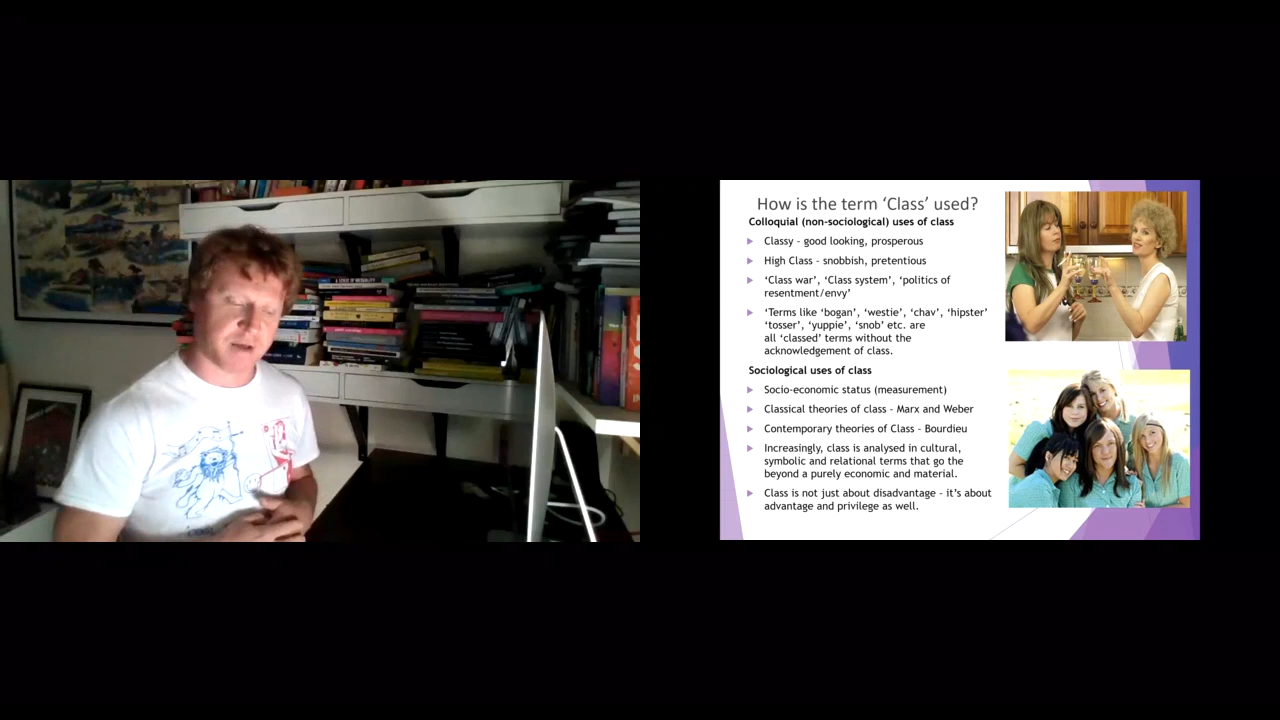 How is the term ‘Class’ used?
Colloquial (non-sociological) uses of class
Classy - good looking, prosperous
High Class - snobbish, pretentious
‘Class war’, ‘Class system’, ‘politics of
resentment/envy’
‘Terms like ‘bogan’, ‘westie’, ‘chav’, ‘hipster’
‘tosser’, ‘yuppie’, ‘snob’ etc. are
all ‘classed’ terms without the
acknowledgement of class.
Sociological uses of class
Socio-economic status (measurement)
Classical theories of class - Marx and Weber
Contemporary theories of Class - Bourdieu
Increasingly, class is analysed in cultural,
symbolic and relational terms that go the
beyond a purely economic and material.
Class is not just about disadvantage - it’s about
advantage and privilege as well.